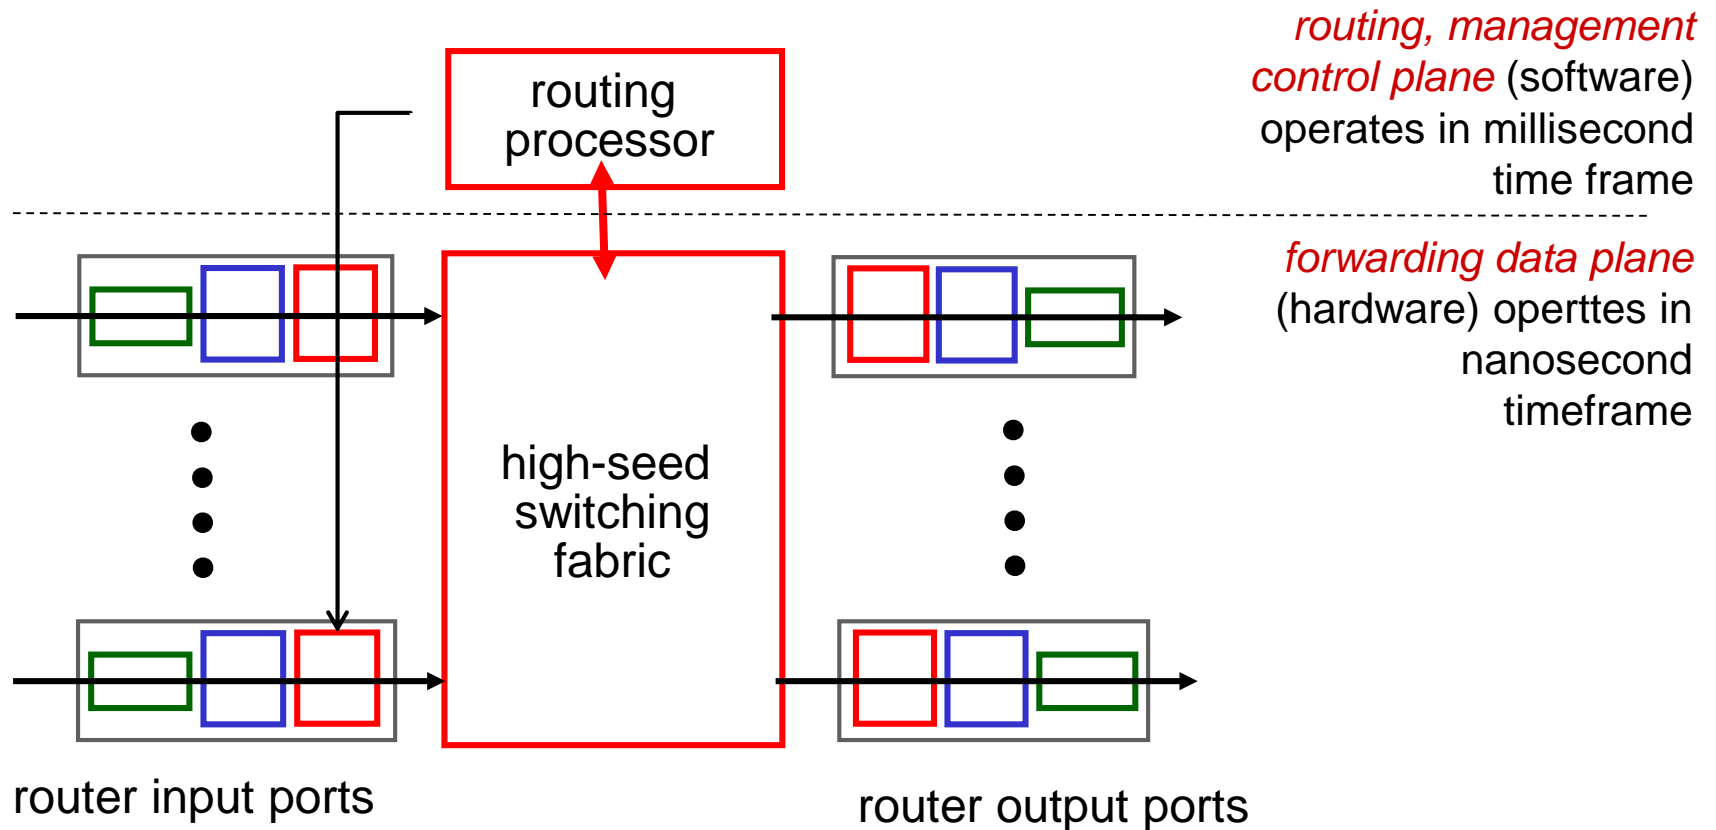 routing, management
control plane (software)
operates in millisecond
time frame
routing
processor
forwarding data plane
(hardware) operttes in
nanosecond
timeframe
high-seed
switching
fabric
router input ports
router output ports